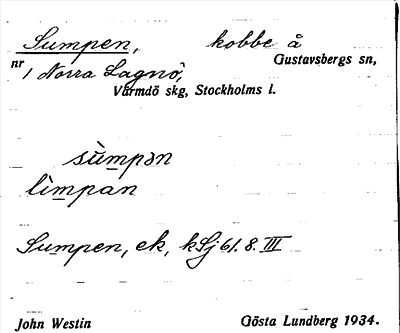 Sumpen, kobbe å
nr 1 Norra Lagnö, Gustavsbergs sn,
Värmdö skg, Stockholms l.
sùmpən
lìmpan
Sumpen, ek, kSj 61. 8. III
John Westin Gösta Lundberg 1934.